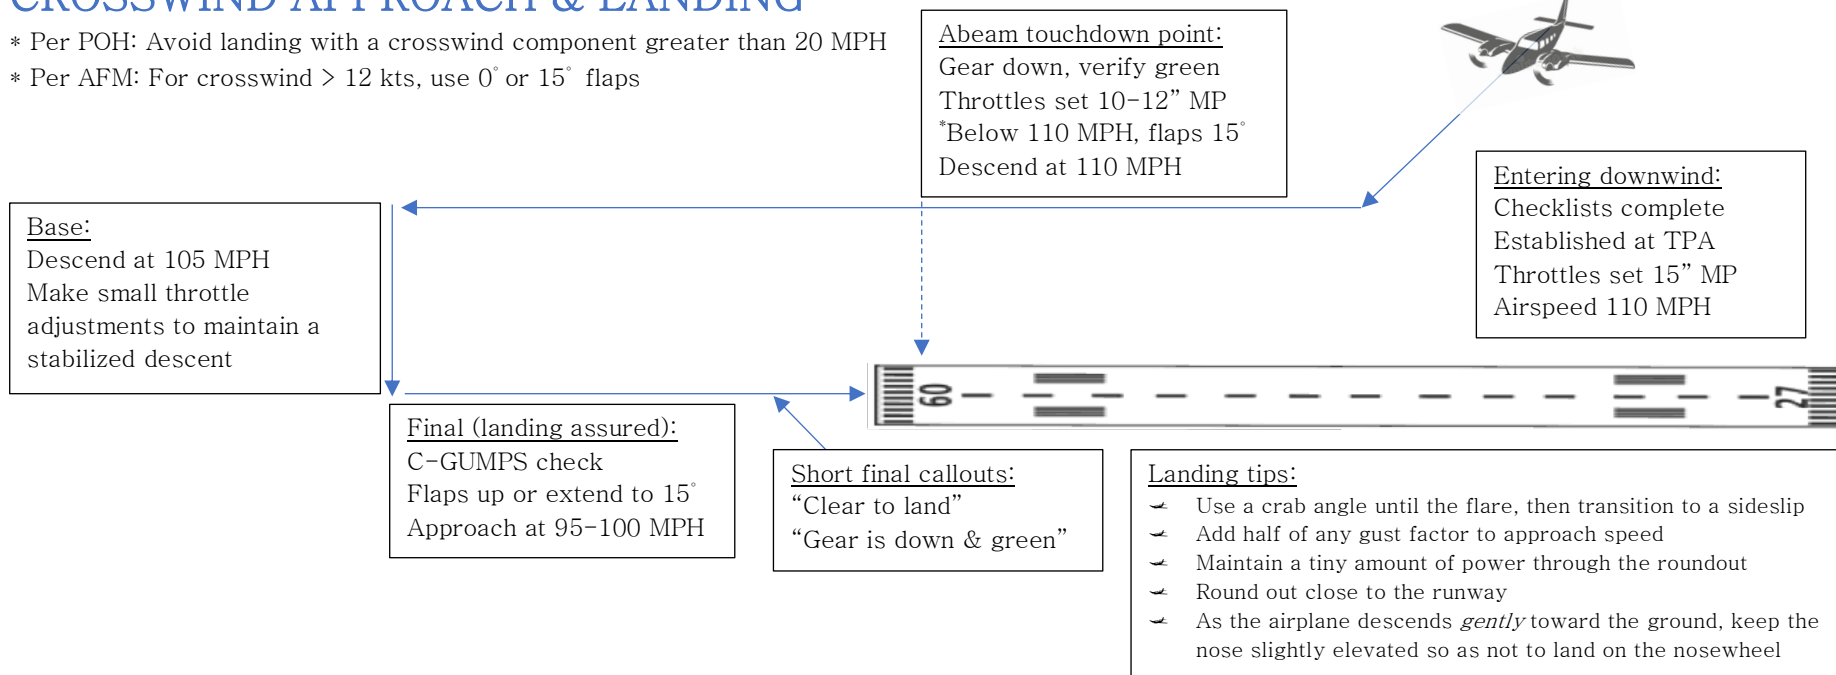 CROSSWIND APPROACH & LANDING
* Per POH: Avoid landing with a crosswind component greater than 20 MPH
* Per AFM: For crosswind > 12 kts, use 0° or 15° flaps
Abeam touchdown point:
Gear down, verify green
Throttles set 10-12” MP
*Below 110 MPH, flaps 15°
Descend at 110 MPH
Entering downwind:
Checklists complete
Established at TPA
Throttles set 15” MP
Airspeed 110 MPH
Base:
Descend at 105 MPH
Make small throttle
adjustments to maintain a
stabilized descent
09
27
Final (landing assured):
C-GUMPS check
Flaps up or extend to 15°
Approach at 95-100 MPH
Short final callouts:
“Clear to land”
“Gear is down & green”
Landing tips:
Use a crab angle until the flare, then transition to a sideslip
Add half of any gust factor to approach speed
Maintain a tiny amount of power through the roundout
Round out close to the runway
As the airplane descends gently toward the ground, keep the
nose slightly elevated so as not to land on the nosewheel